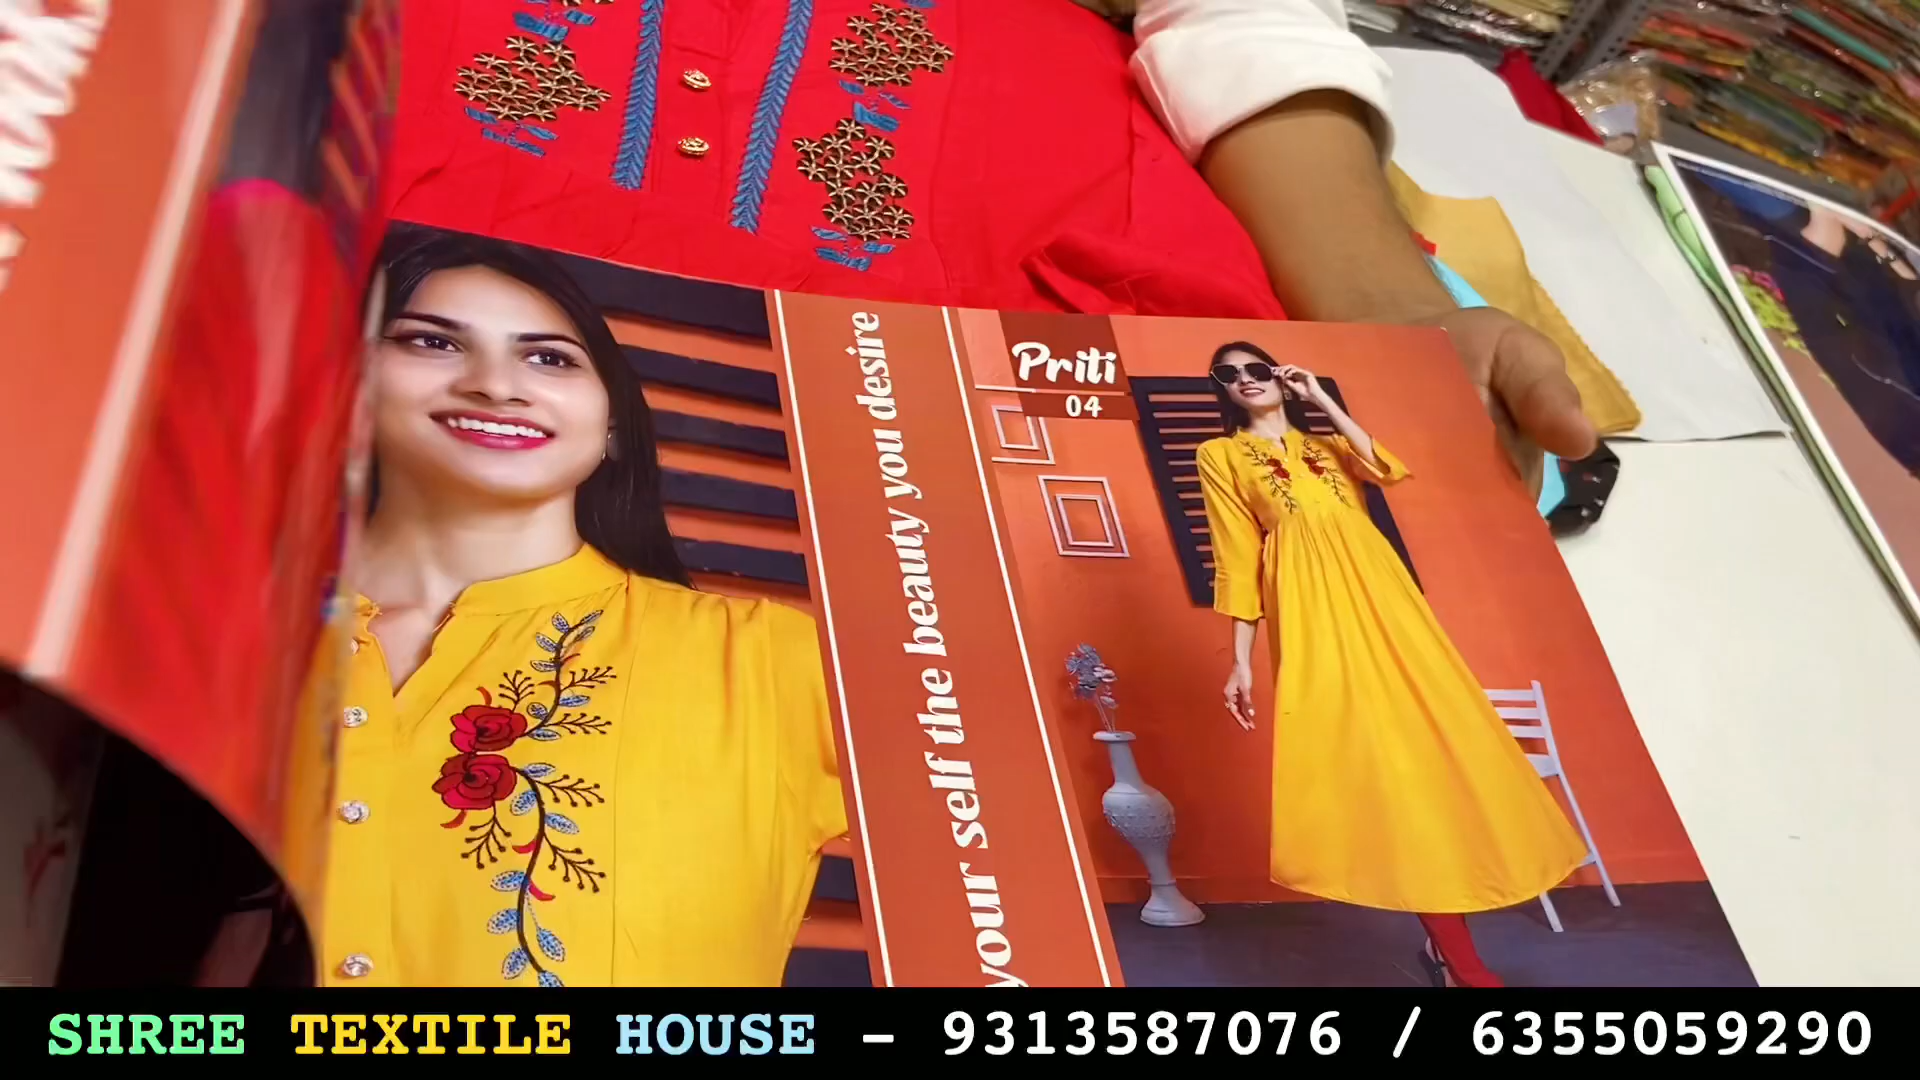 Priti
04
your self the beauty you desire
SHREE TEXTILE HOUSE – 9313587076 / 6355059290